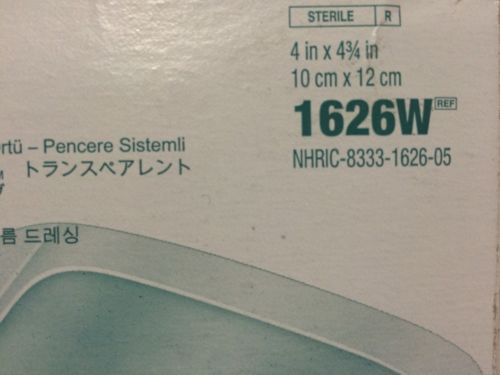 STERILE R
4 in x 4¾ in
10 cm x 12 cm
1626W REF
NHRIC-8333-1626-05
– Pencere Sistemli
トランスペアレント
름 드레싱